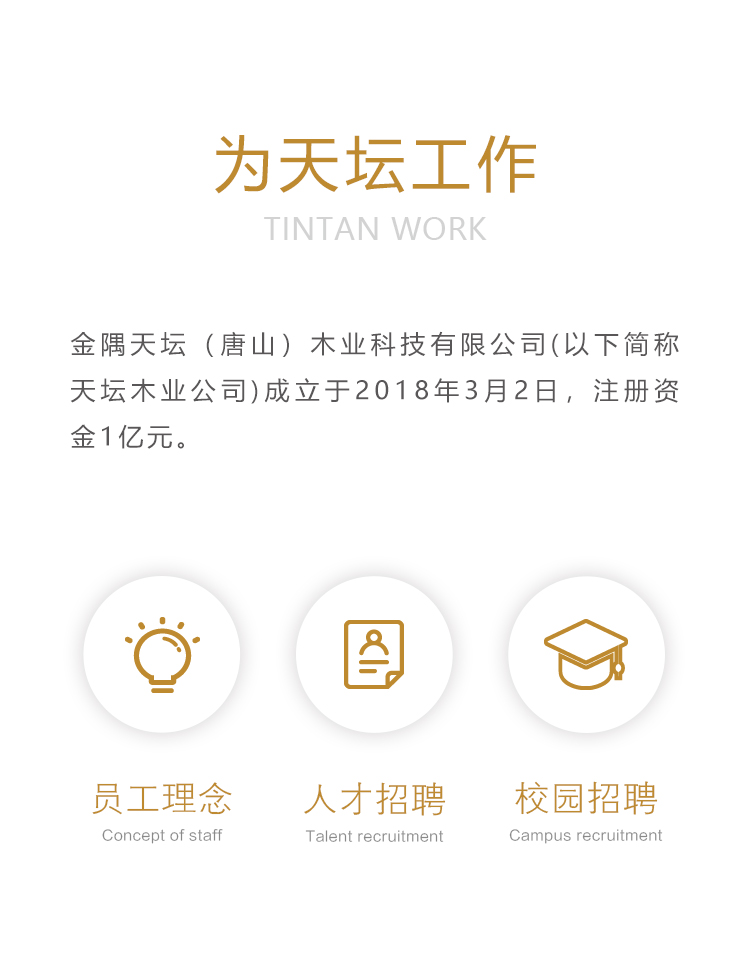 为天坛工作
TINTAN WORK
金隅天坛（唐山）木业科技有限公司(以下简称
天坛木业公司)成立于2018年3月2日，注册资
金1亿元。
员工理念
人才招聘
校园招聘
Concept of staff
Talent recruitment
Campus recruitment